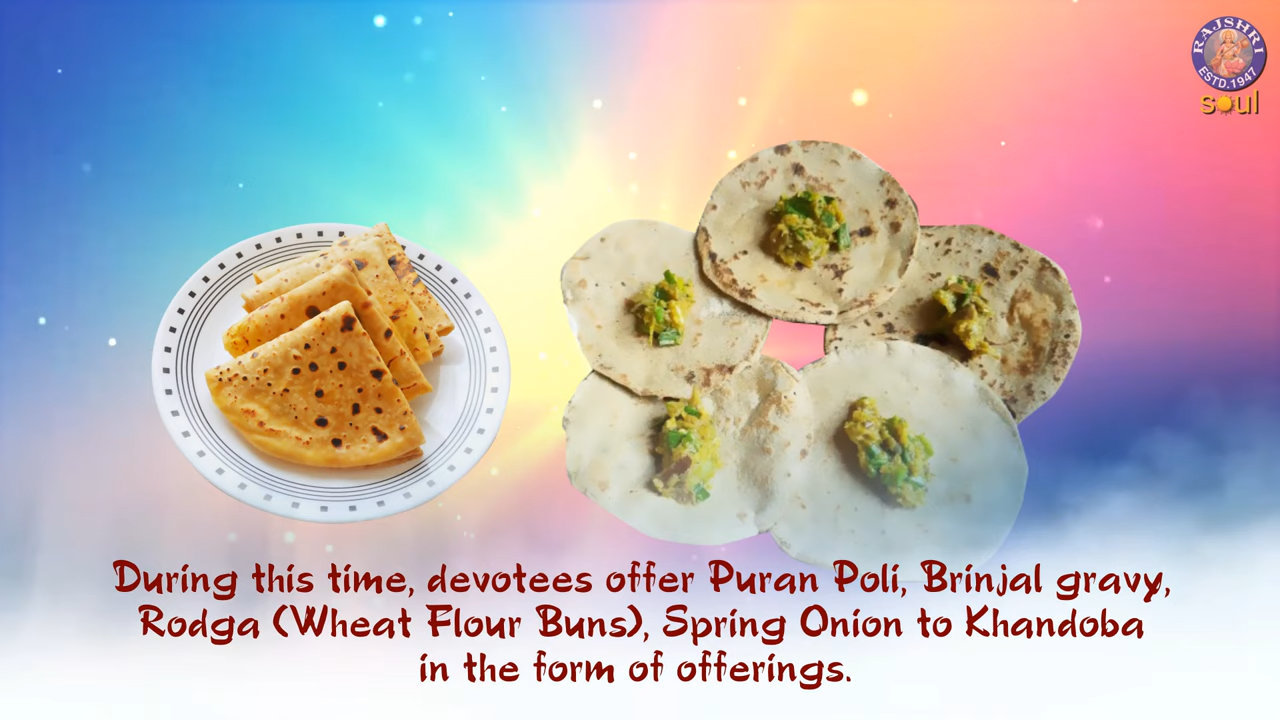 RAJSHRI
ESTD.1947
soul
During this time, devotees offer Puran Poli, Brinjal gravy,
Rodga (Wheat Flour Buns), Spring Onion to Khandoba
in the form of offerings.